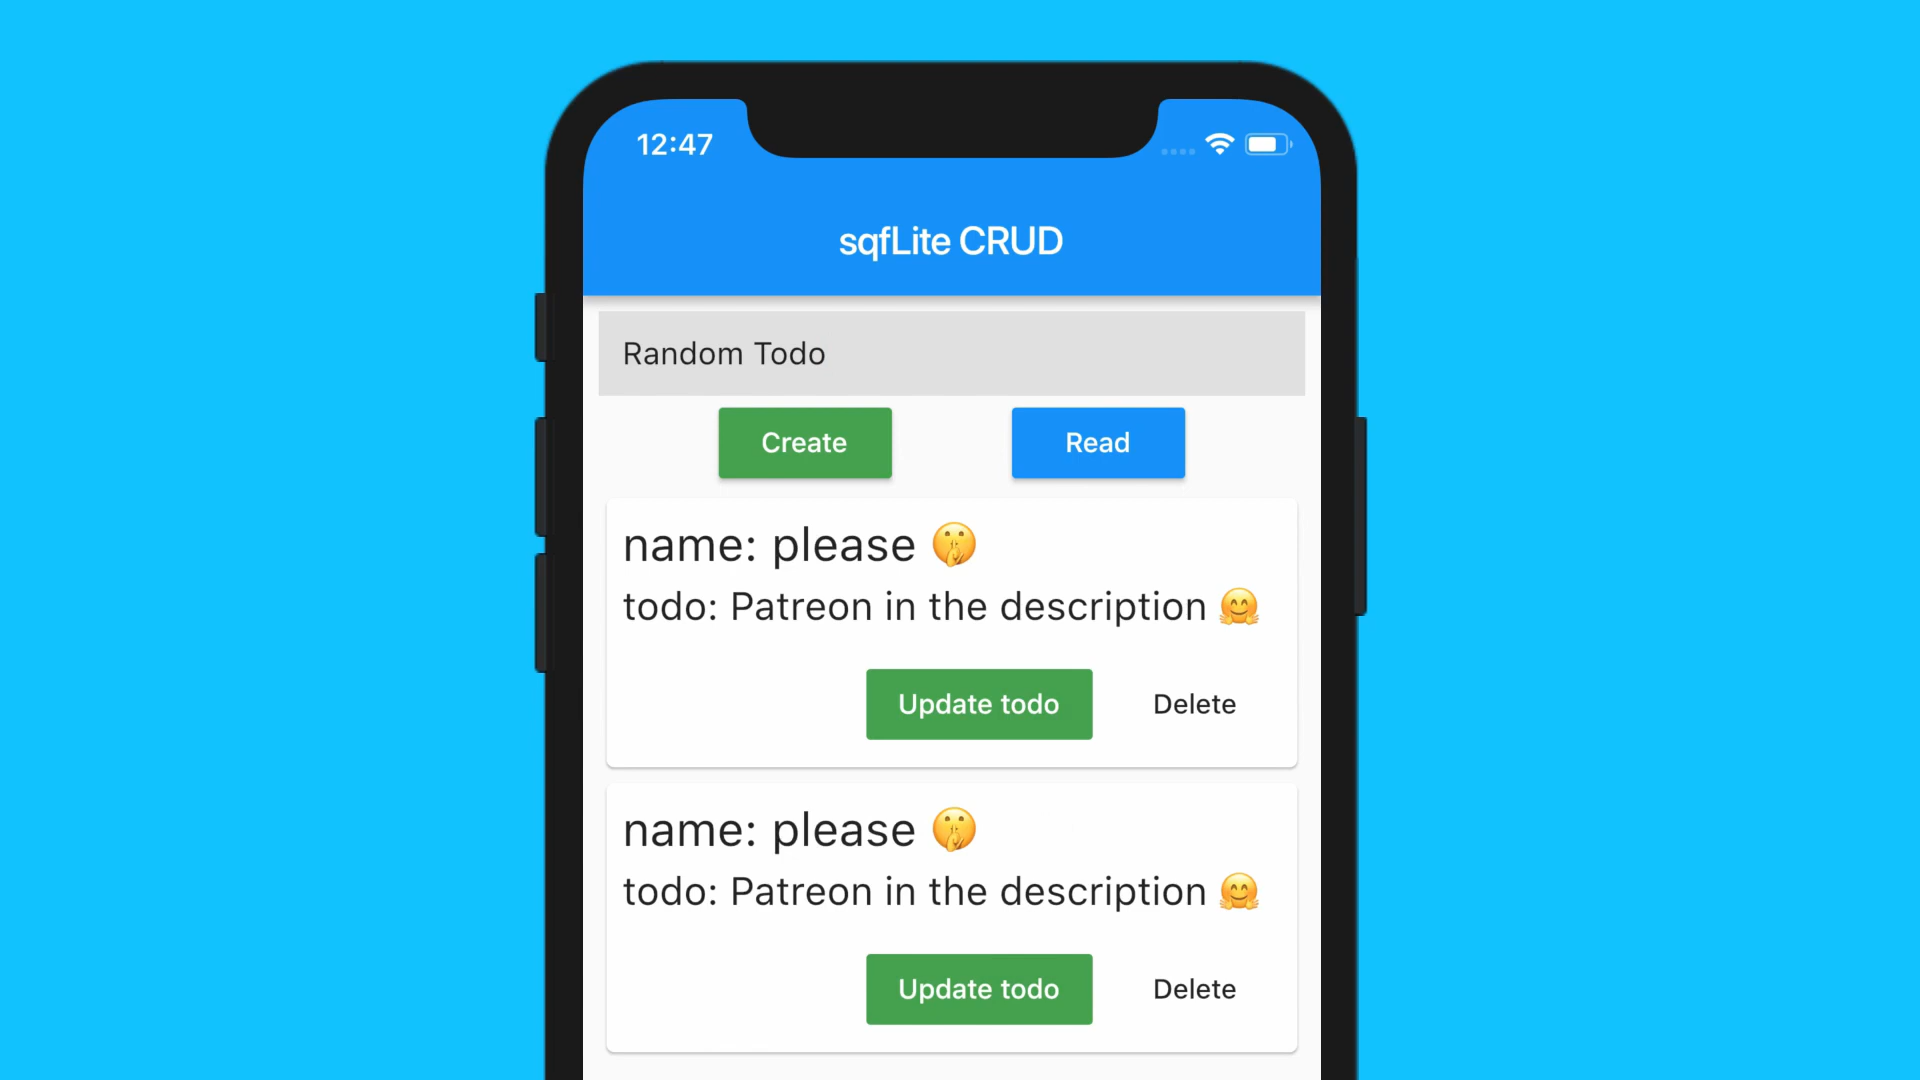 12:47
sqfLite CRUD
Random Todo
Create
Read
name: please 🤫
todo: Patreon in the description 🤗
Update todo
Delete
name: please 🤫
todo: Patreon in the description 🤗
Update todo
Delete